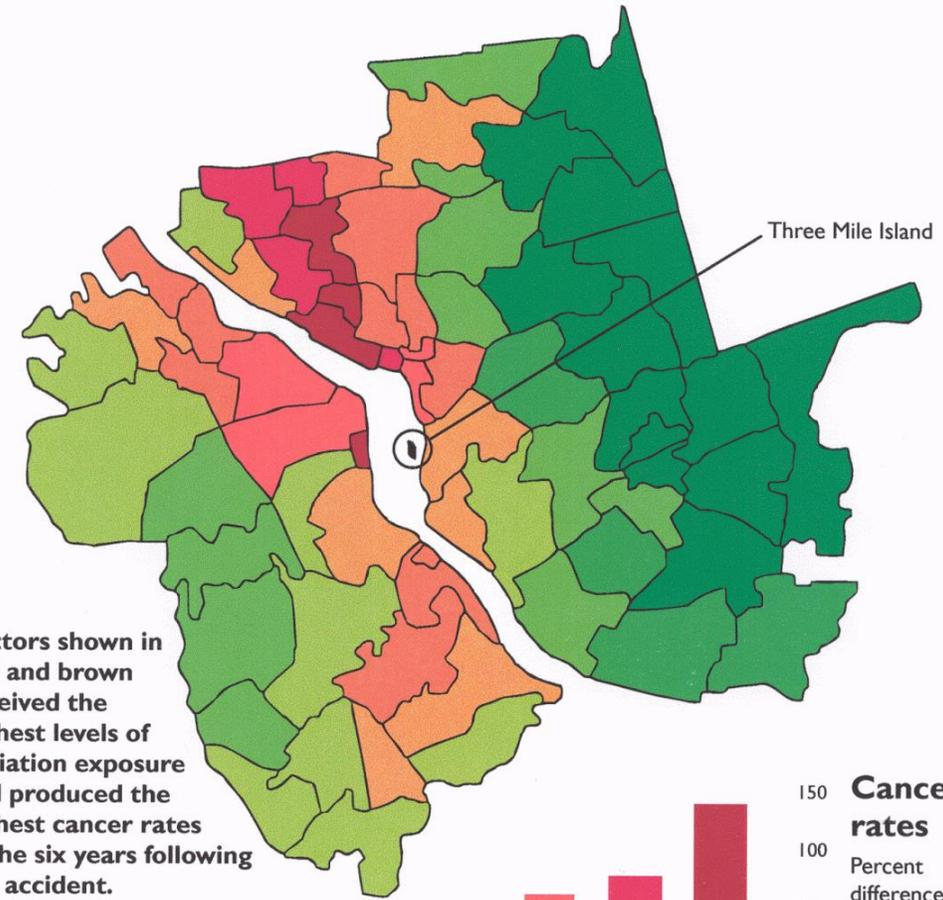 Three Mile Island
ctors shown in
and brown
eived the
hest levels of
iation exposure
produced the
hest cancer rates
he six years following
accident.
150
100
Cance
rates
Percent
difference